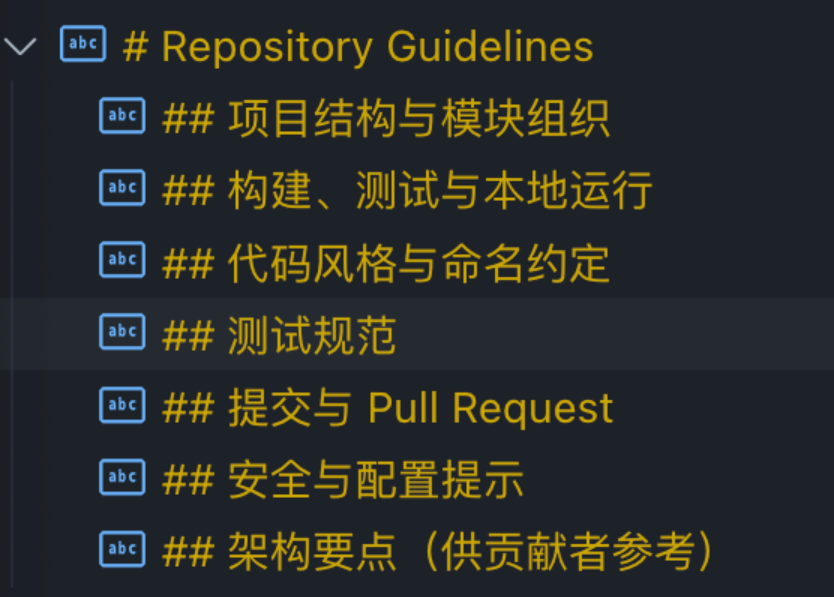 abc # Repository Guidelines
abc ## 项目结构与模块组织
abc ## 构建、测试与本地运行
abc ## 代码风格与命名约定
abc ## 测试规范
abc ## 提交与 Pull Request
abc ## 安全与配置提示
abc ## 架构要点（供贡献者参考）